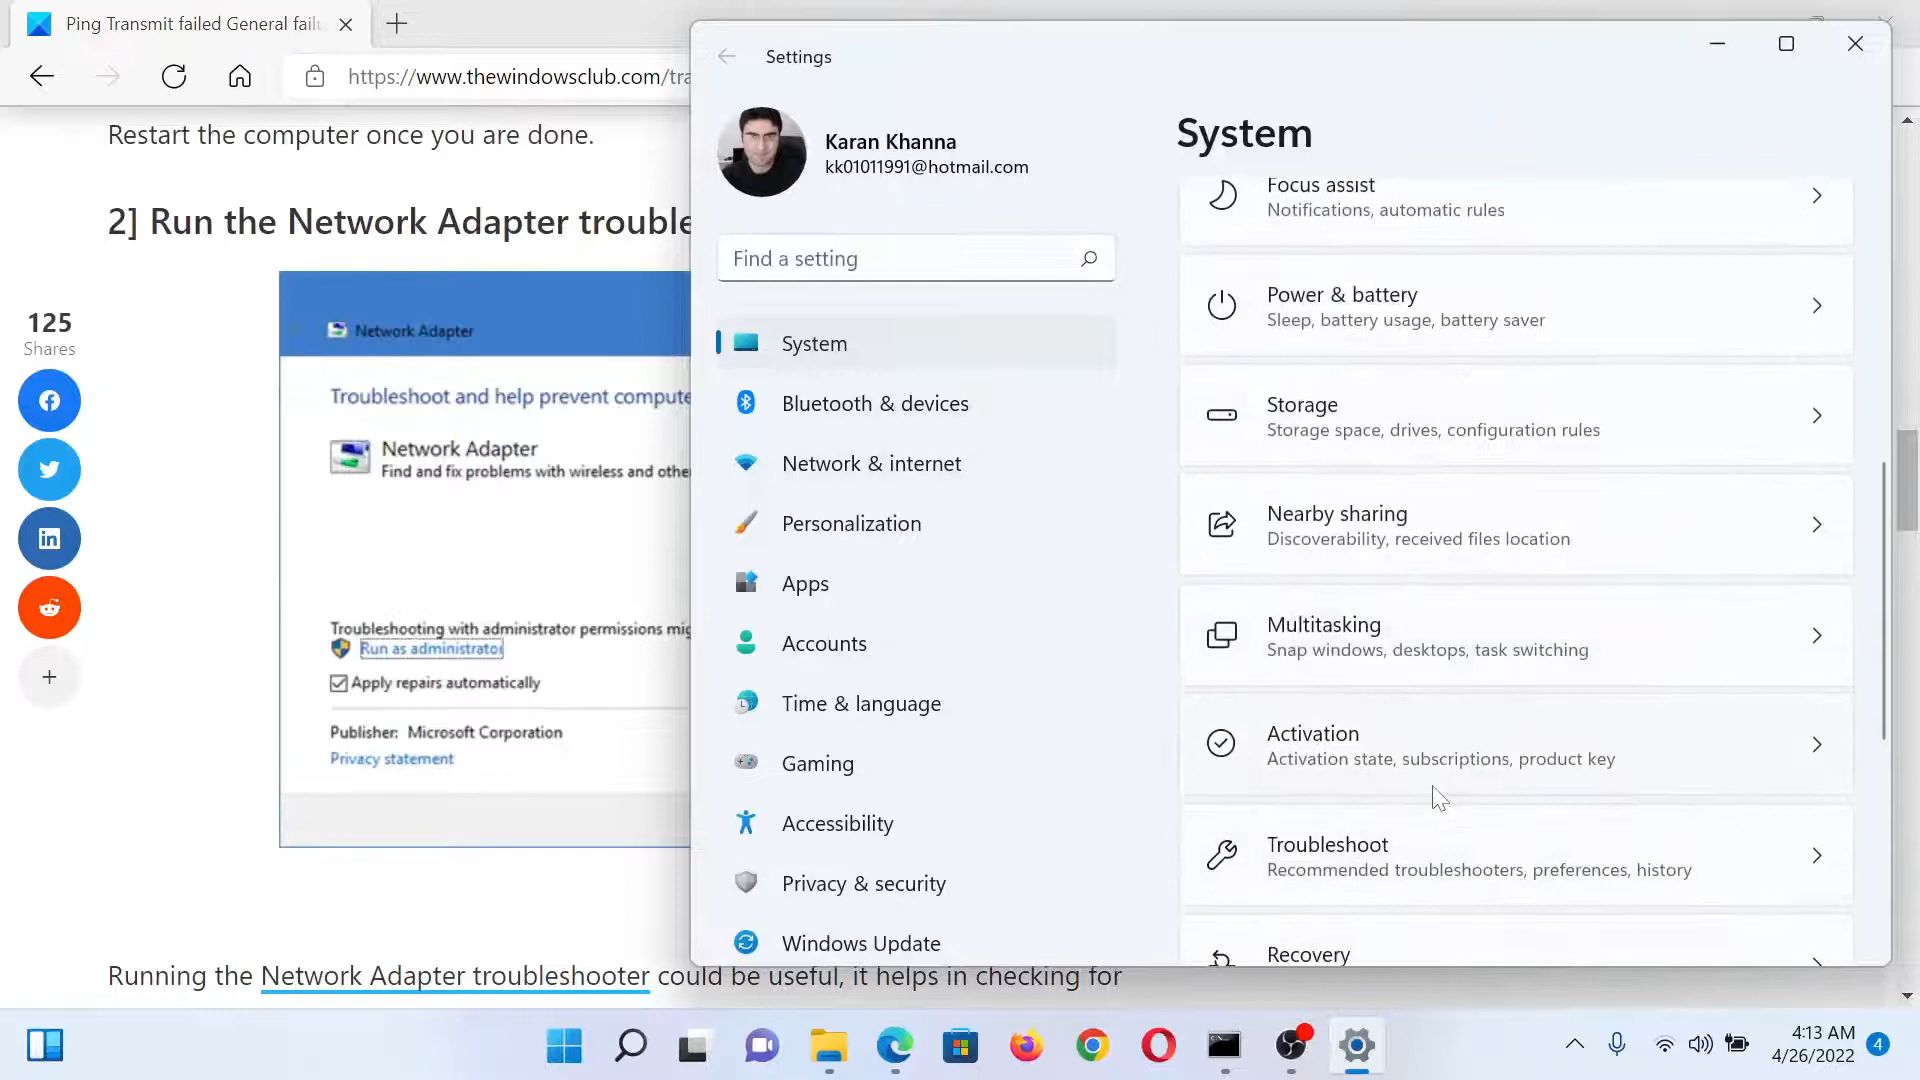 Ping Transmit failed General failu
https://www.thewindowsclub.com/tra
Restart the computer once you are done.
2] Run the Network Adapter trouble
125
Shares
Network Adapter
Troubleshoot and help prevent compute
Network Adapter
Find and fix problems with wireless and othe
Troubleshooting with administrator permissions mig
Run as administrator
Apply repairs automatically
Publisher: Microsoft Corporation
Privacy statement
Running the Network Adapter troubleshooter could be useful, it helps in checking for
Settings
Karan Khanna
kk01011991@hotmail.com
Find a setting
System
Bluetooth & devices
Network & internet
Personalization
Apps
Accounts
Time & language
Gaming
Accessibility
Privacy & security
Windows Update
System
Focus assist
Notifications, automatic rules
Power & battery
Sleep, battery usage, battery saver
Storage
Storage space, drives, configuration rules
Nearby sharing
Discoverability, received files location
Multitasking
Snap windows, desktops, task switching
Activation
Activation state, subscriptions, product key
Troubleshoot
Recommended troubleshooters, preferences, history
Recovery
4:13 AM
4/26/2022
4